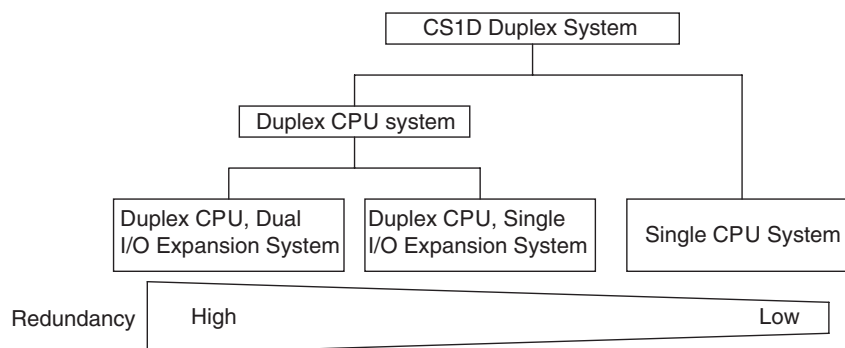 CS1D Duplex System
Duplex CPU system
Duplex CPU, Dual
I/O Expansion System
Duplex CPU, Single
I/O Expansion System
Single CPU System
Redundancy
High
Low